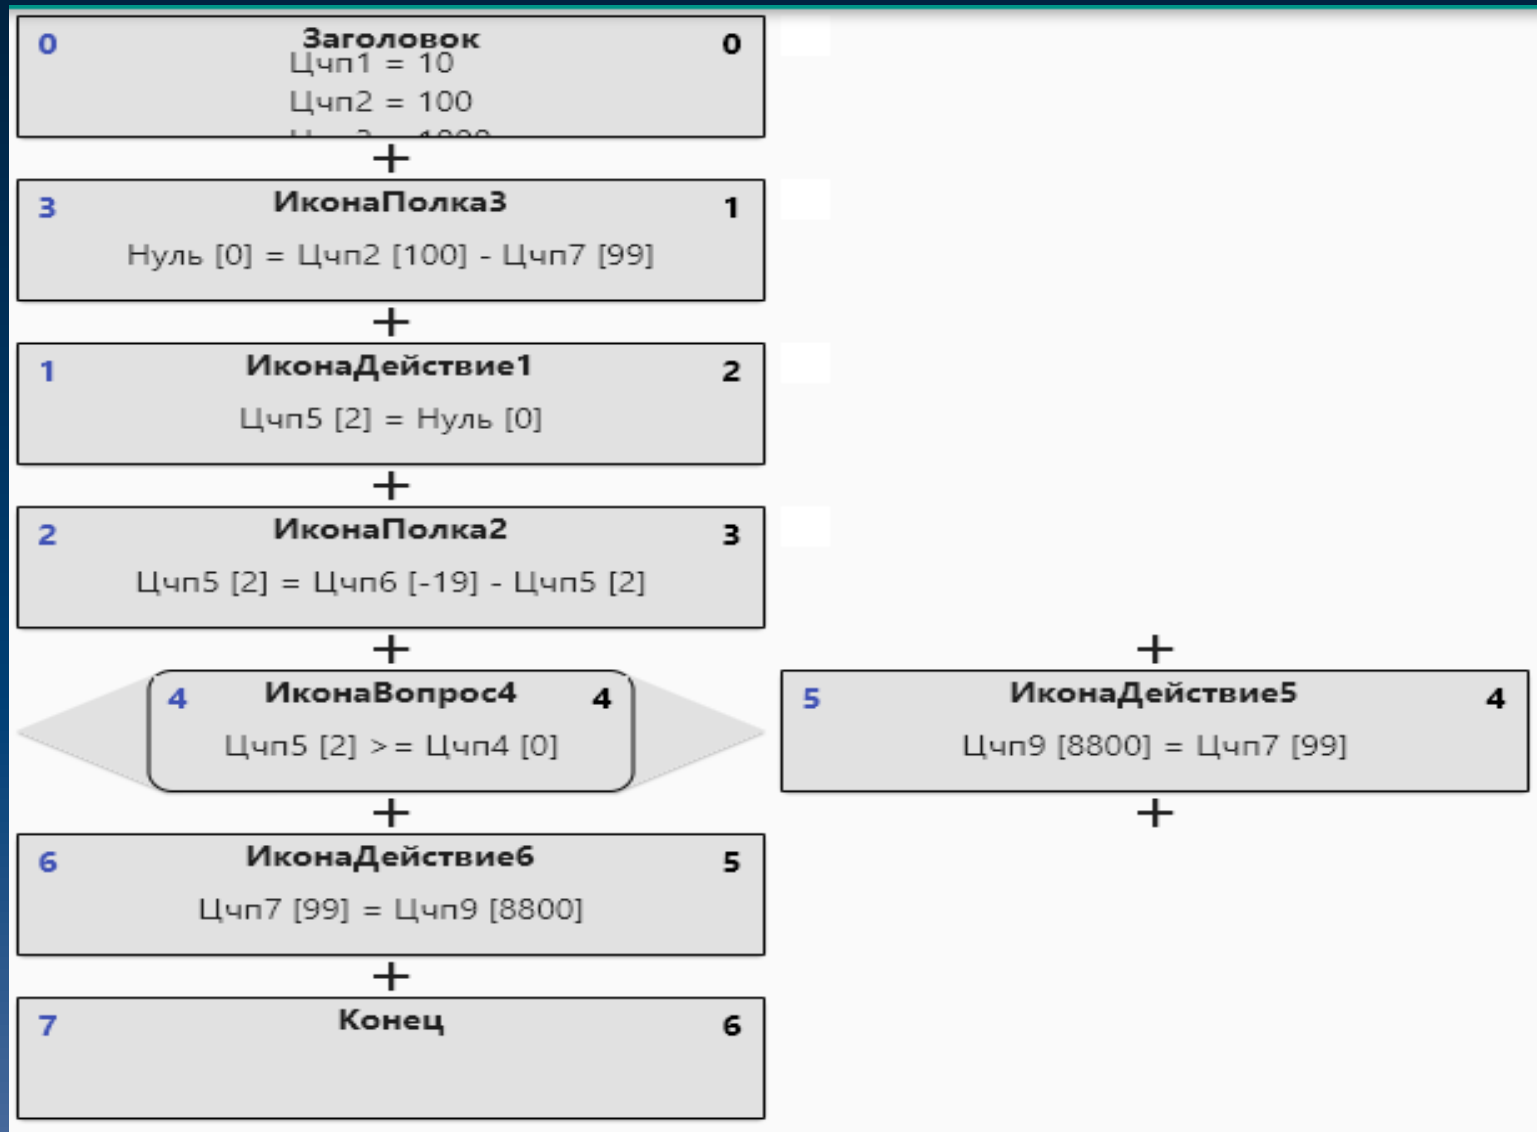 0 Заголовок 0
Цчп1 = 10
Цчп2 = 100
3 ИконаПолка3 1
Нуль [0] = Цчп2 [100] - Цчп7 [99]
1 ИконаДействие1 2
Цчп5 [2] = Нуль [0]
2 ИконаПолка2 3
Цчп5 [2] = Цчп6 [-19] - Цчп5 [2]
4 ИконаВопрос4 4
Цчп5 [2] >= Цчп4 [0]
5 ИконаДействие5 4
Цчп9 [8800] = Цчп7 [99]
6 ИконаДействие6 5
Цчп7 [99] = Цчп9 [8800]
7 Конец 6